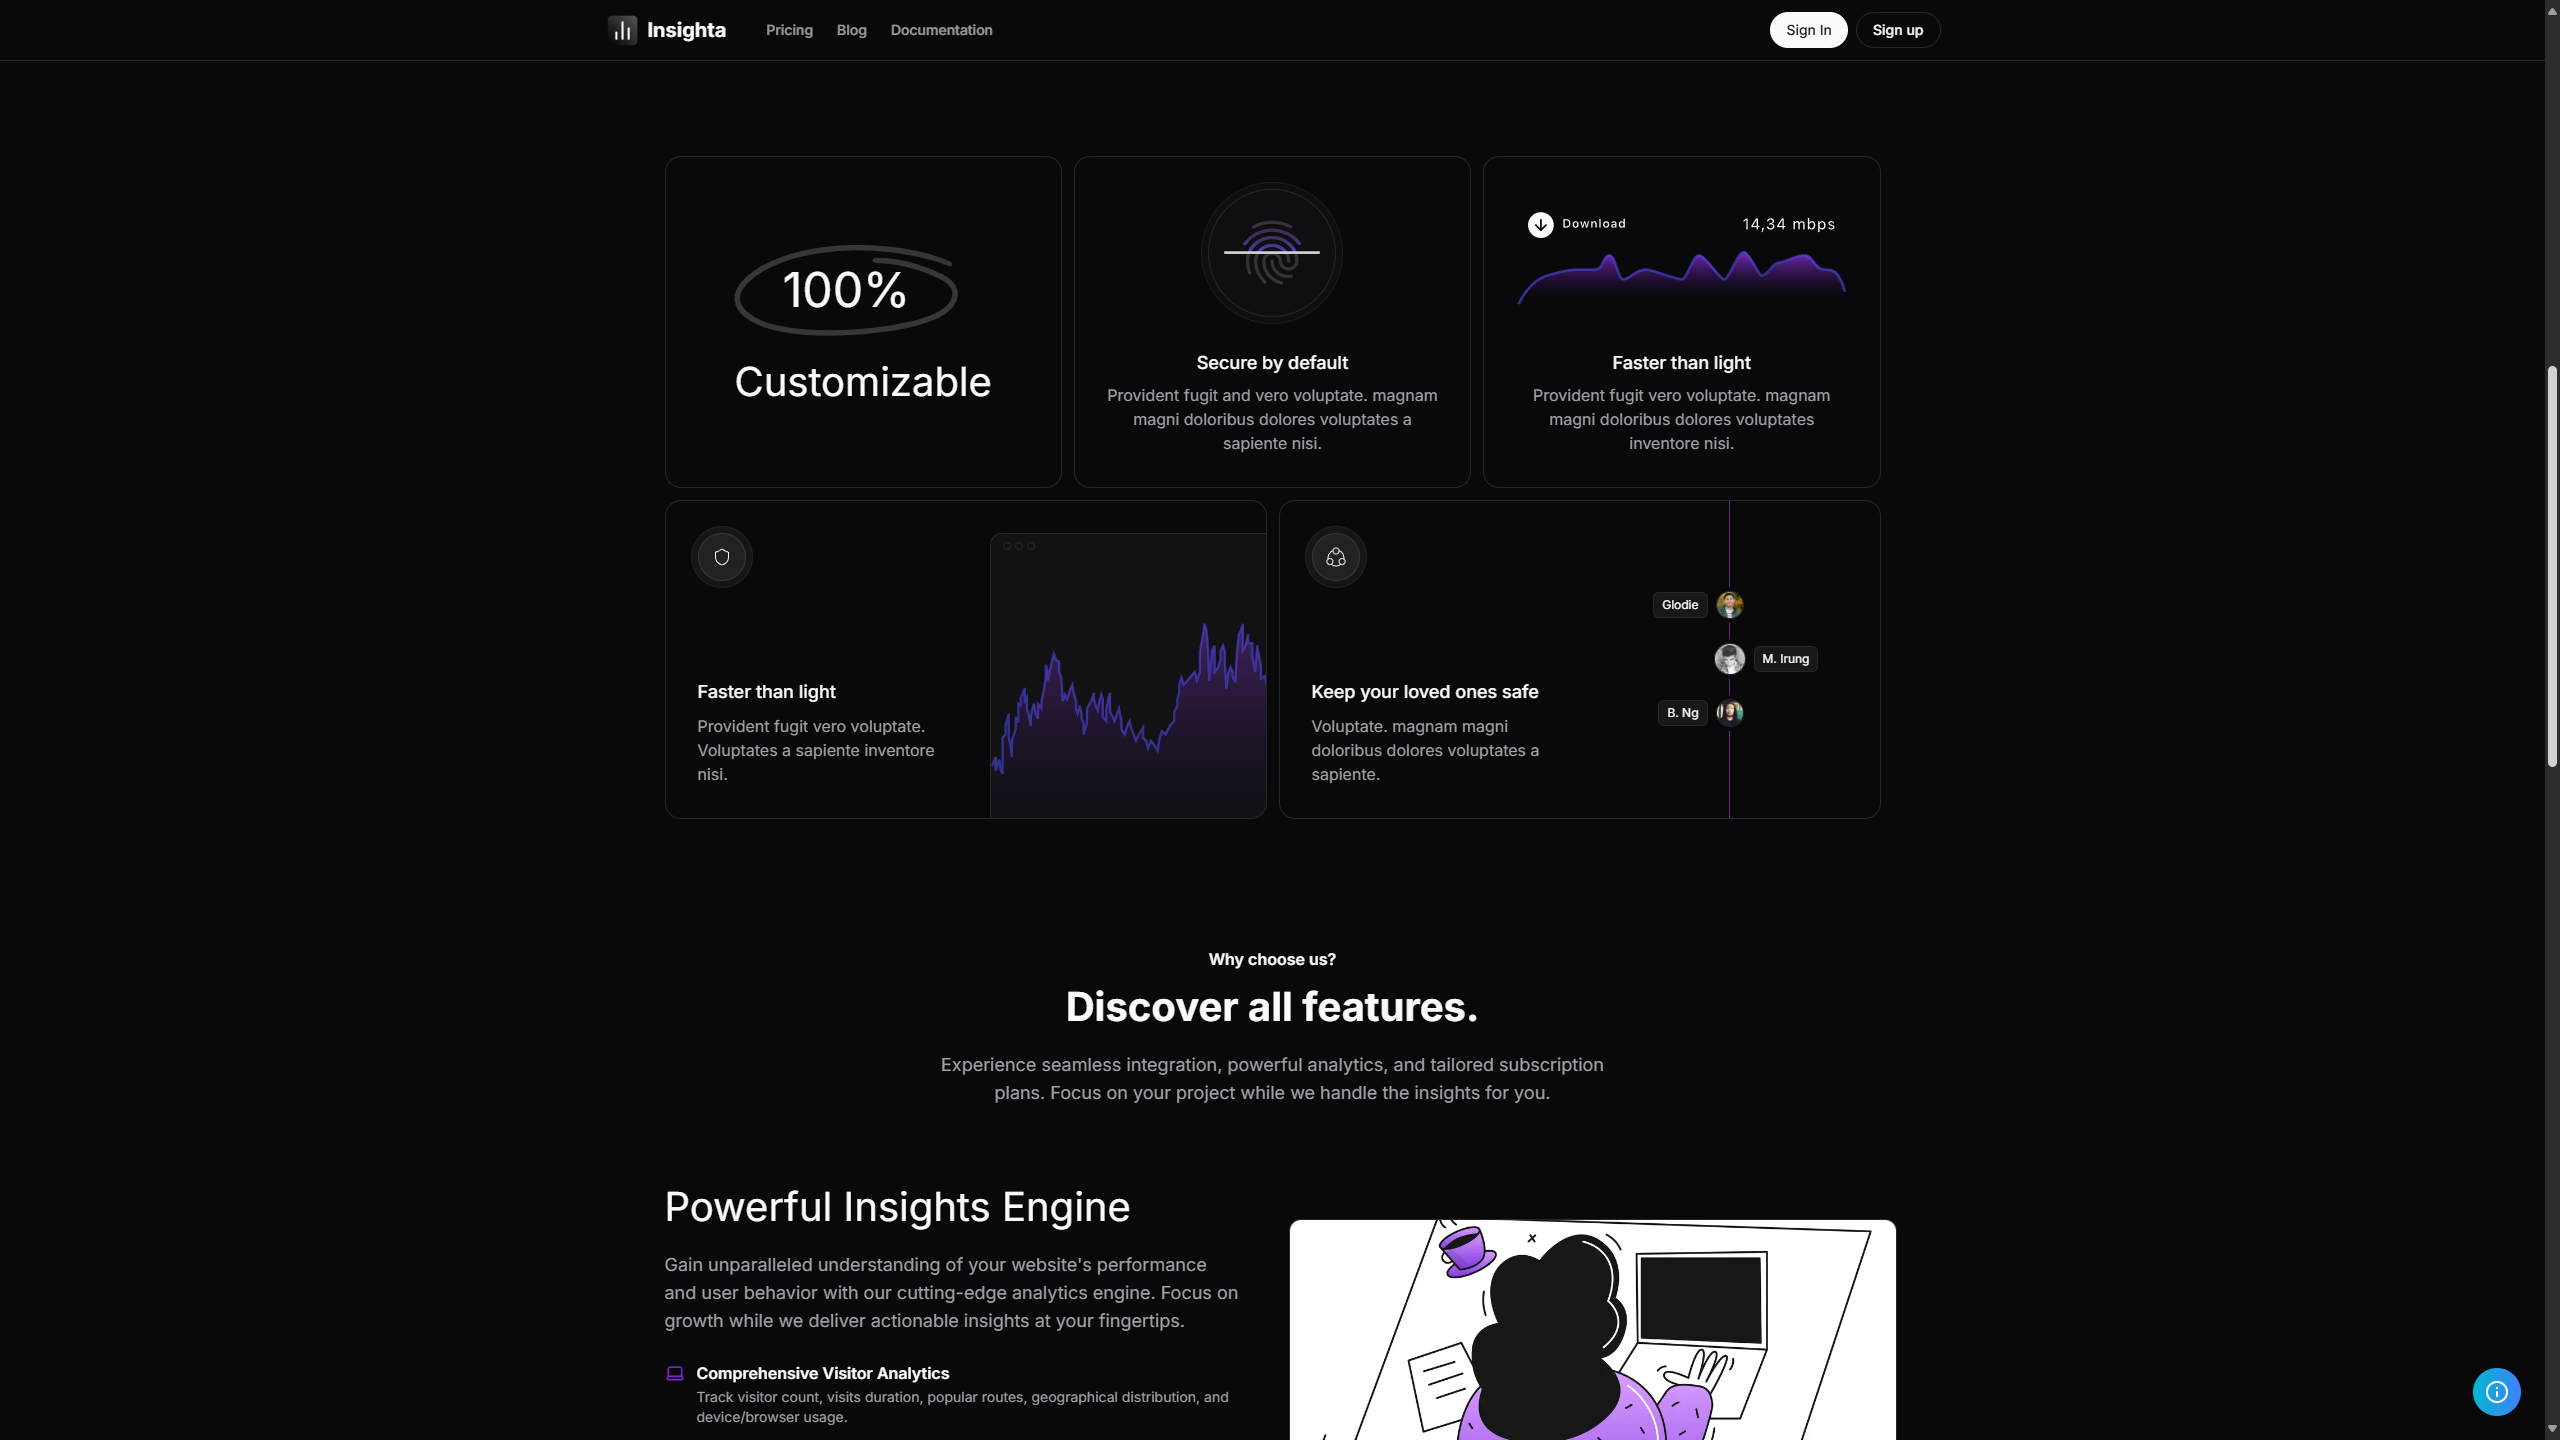 Insighta
Pricing
Blog
Documentation
Sign In
Sign up
100%
Customizable
Secure by default
Provident fugit and vero voluptate. magnam
magni doloribus dolores voluptates a
sapiente nisi.
Download
14,34 mbps
Faster than light
Provident fugit vero voluptate. magnam
magni doloribus dolores voluptates
inventore nisi.
Faster than light
Provident fugit vero voluptate.
Voluptates a sapiente inventore
nisi.
Keep your loved ones safe
Voluptate. magnam magni
doloribus dolores voluptates a
sapiente.
Glodie
M. Irung
B. Ng
Why choose us?
Discover all features.
Experience seamless integration, powerful analytics, and tailored subscription
plans. Focus on your project while we handle the insights for you.
Powerful Insights Engine
Gain unparalleled understanding of your website's performance
and user behavior with our cutting-edge analytics engine. Focus on
growth while we deliver actionable insights at your fingertips.
Comprehensive Visitor Analytics
Track visitor count, visits duration, popular routes, geographical distribution, and
device/browser usage.